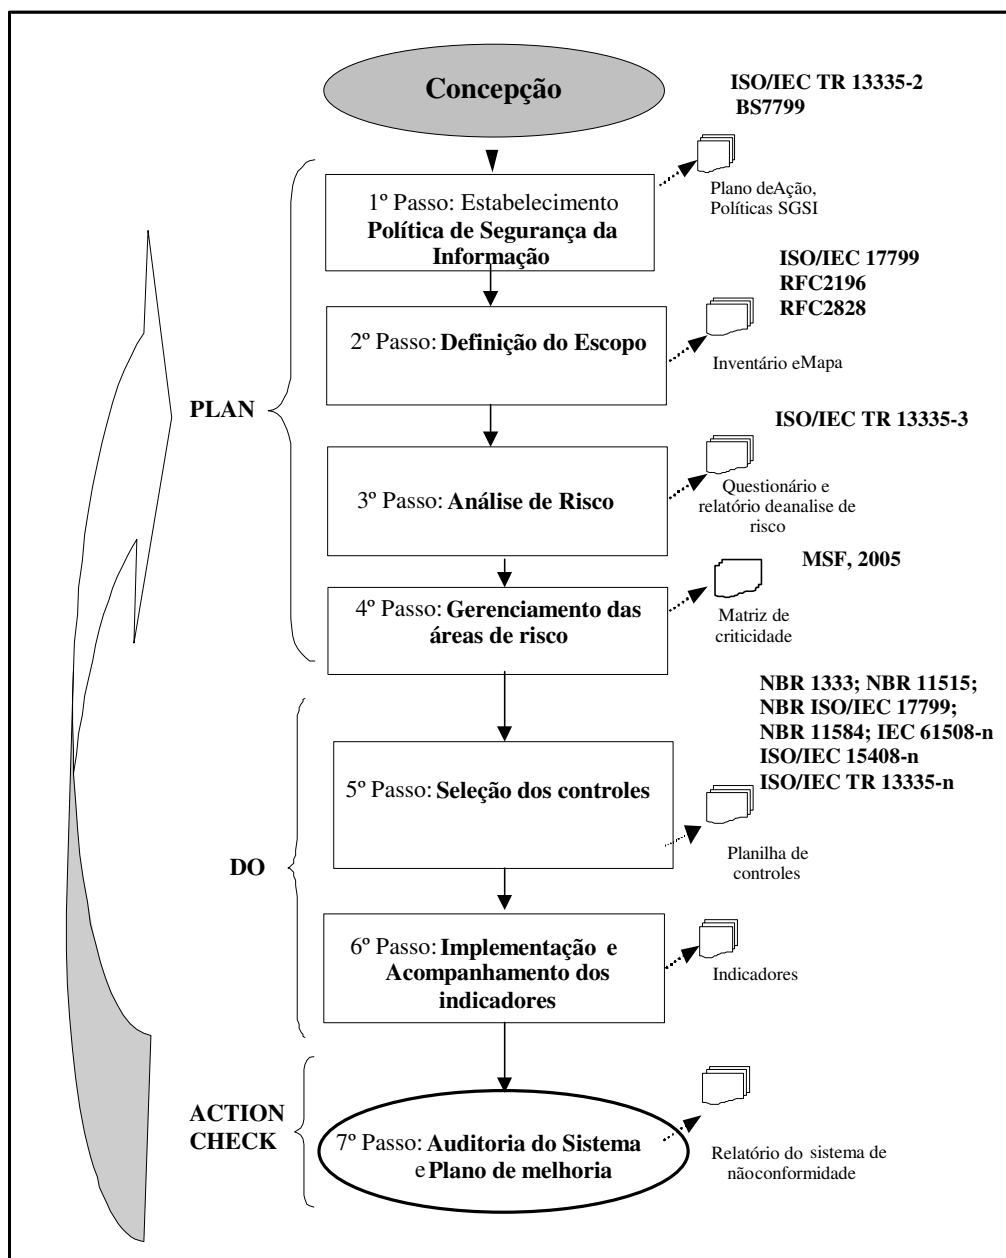 Concepção
ISO/IEC TR 13335-2
BS7799
1º Passo: Estabelecimento
Política de Segurança da
Informação
Plano deAção,
Políticas SGSI
ISO/IEC 17799
RFC2196
RFC2828
2º Passo: Definição do Escopo
Inventário eMapa
PLAN
ISO/IEC TR 13335-3
3º Passo: Análise de Risco
Questionário e
relatório deanalise de
risco
MSF, 2005
4º Passo: Gerenciamento das
áreas de risco
Matriz de
criticidade
NBR 1333; NBR 11515;
NBR ISO/IEC 17799;
NBR 11584; IEC 61508-n
ISO/IEC 15408-n
ISO/IEC TR 13335-n
5º Passo: Seleção dos controles
Planilha de
controles
DO
6º Passo: Implementação e
Acompanhamento dos
indicadores
Indicadores
ACTION
CHECK
7º Passo: Auditoria do Sistema
e Plano de melhoria
Relatório do sistema de
nãoconformidade